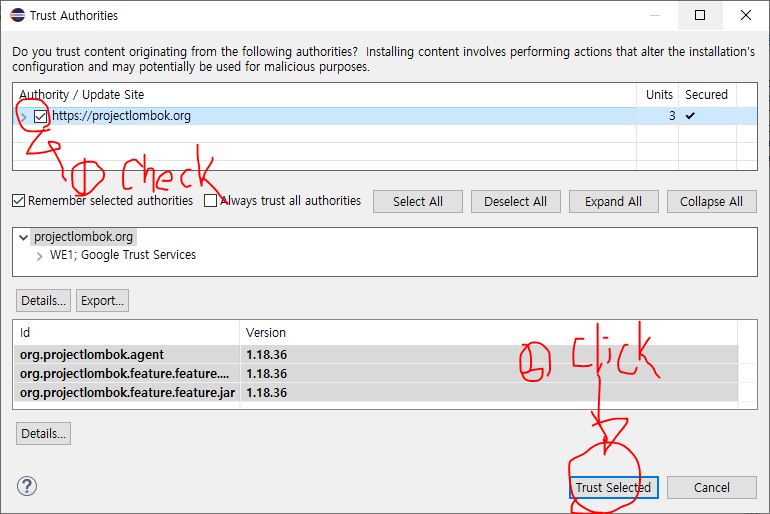 Trust Authorities
Do you trust content originating from the following authorities? Installing content involves performing actions that alter the installation's
configuration and may potentially be used for malicious purposes.
Authority / Update Site Units Secured
https://projectlombok.org 3
① Check
Remember selected authorities Always trust all authorities Select All Deselect All Expand All Collapse All
projectlombok.org
WE1; Google Trust Services
Details... Export...
Id Version
org.projectlombok.agent 1.18.36
org.projectlombok.feature.feature.... 1.18.36
org.projectlombok.feature.feature.jar 1.18.36
② Click
Details...
? Trust Selected Cancel